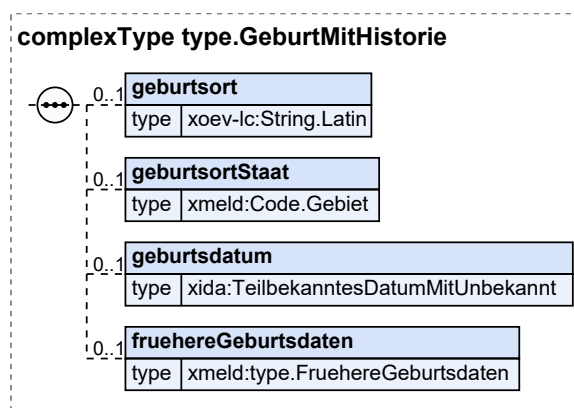 complexType type.GeburtMitHistorie
0..1 geburtsort
type xoev-lc:String.Latin
0..1 geburtsortStaat
type xmeld:Code.Gebiet
0..1 geburtsdatum
type xida:TeilbekanntesDatumMitUnbekannt
0..1 fruehereGeburtsdaten
type xmeld:type.FruehereGeburtsdaten